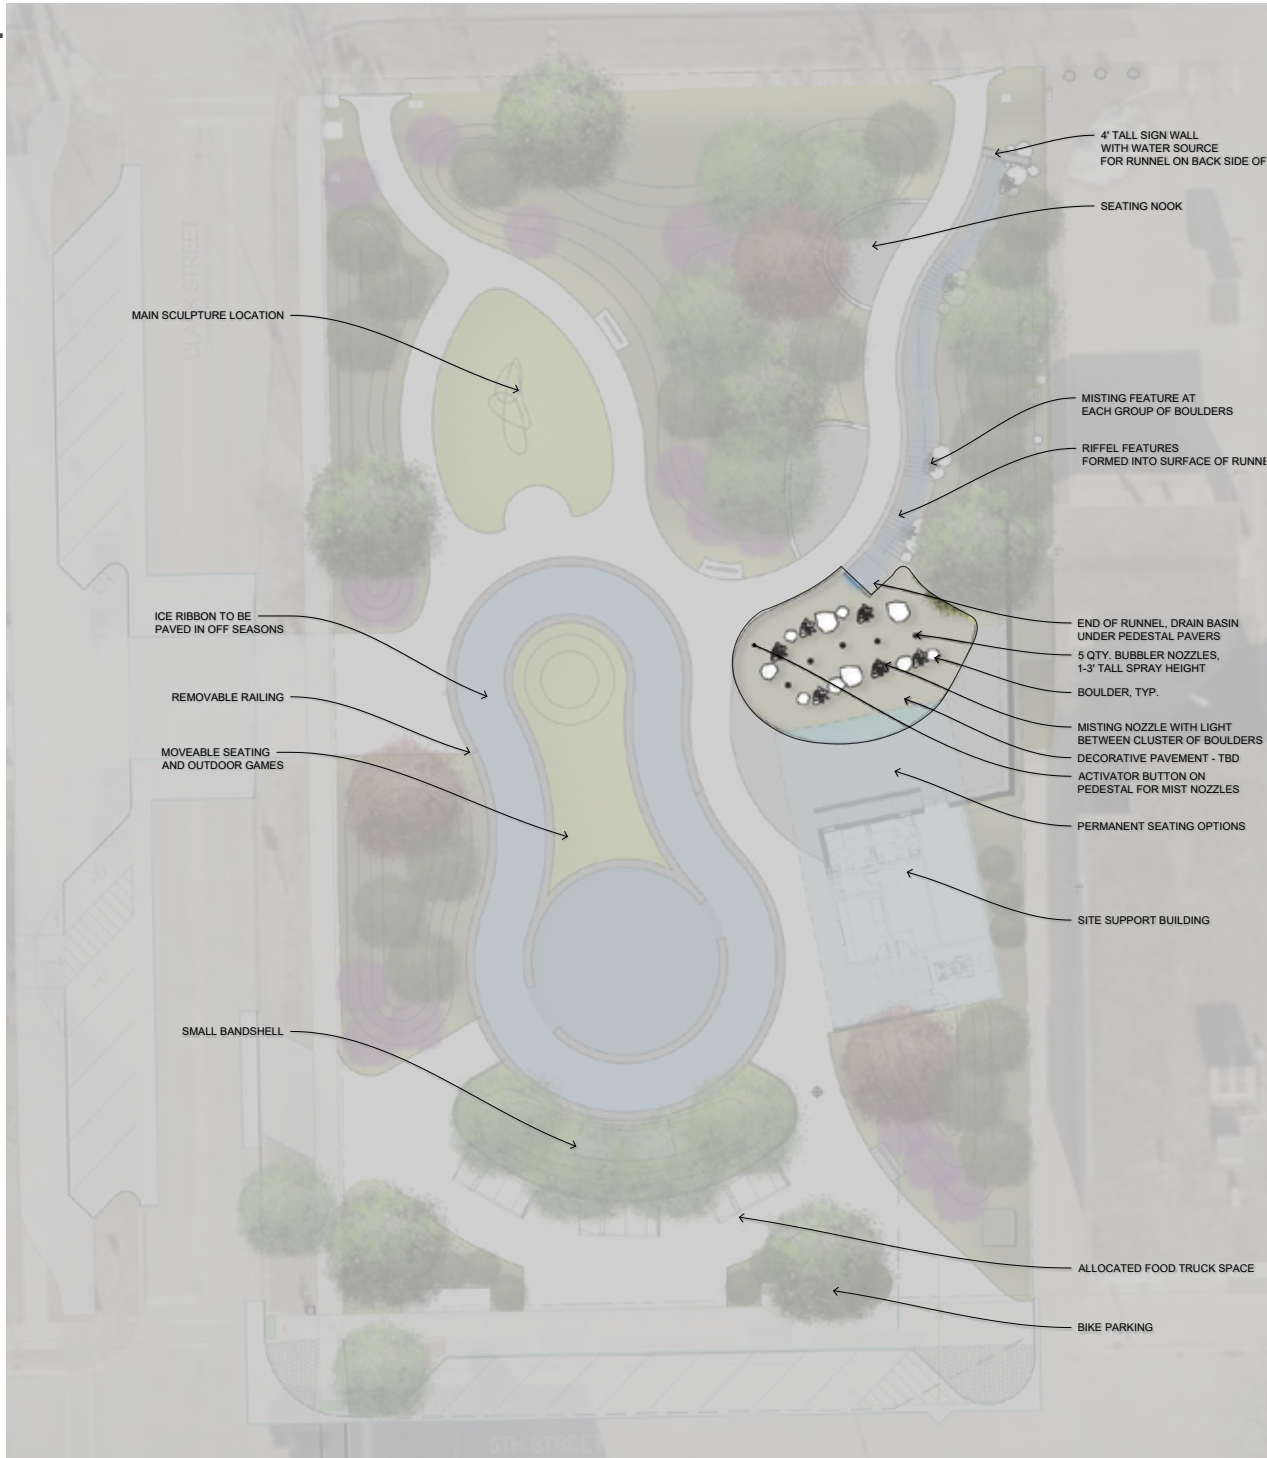 4' TALL SIGN WALL
WITH WATER SOURCE
FOR RUNNEL ON BACK SIDE OF
SEATING NOOK
CLARK STREET
MAIN SCULPTURE LOCATION
MISTING FEATURE AT
EACH GROUP OF BOULDERS
RIFFEL FEATURES
FORMED INTO SURFACE OF RUNNE
ICE RIBBON TO BE
PAVED IN OFF SEASONS
END OF RUNNEL, DRAIN BASIN
UNDER PEDESTAL PAVERS
5 QTY. BUBBLER NOZZLES,
1-3' TALL SPRAY HEIGHT
REMOVABLE RAILING
BOULDER, TYP.
MISTING NOZZLE WITH LIGHT
BETWEEN CLUSTER OF BOULDERS
MOVEABLE SEATING
AND OUTDOOR GAMES
DECORATIVE PAVEMENT - TBD
ACTIVATOR BUTTON ON
PEDESTAL FOR MIST NOZZLES
PERMANENT SEATING OPTIONS
SITE SUPPORT BUILDING
SMALL BANDSHELL
ALLOCATED FOOD TRUCK SPACE
BIKE PARKING
5TH STREET